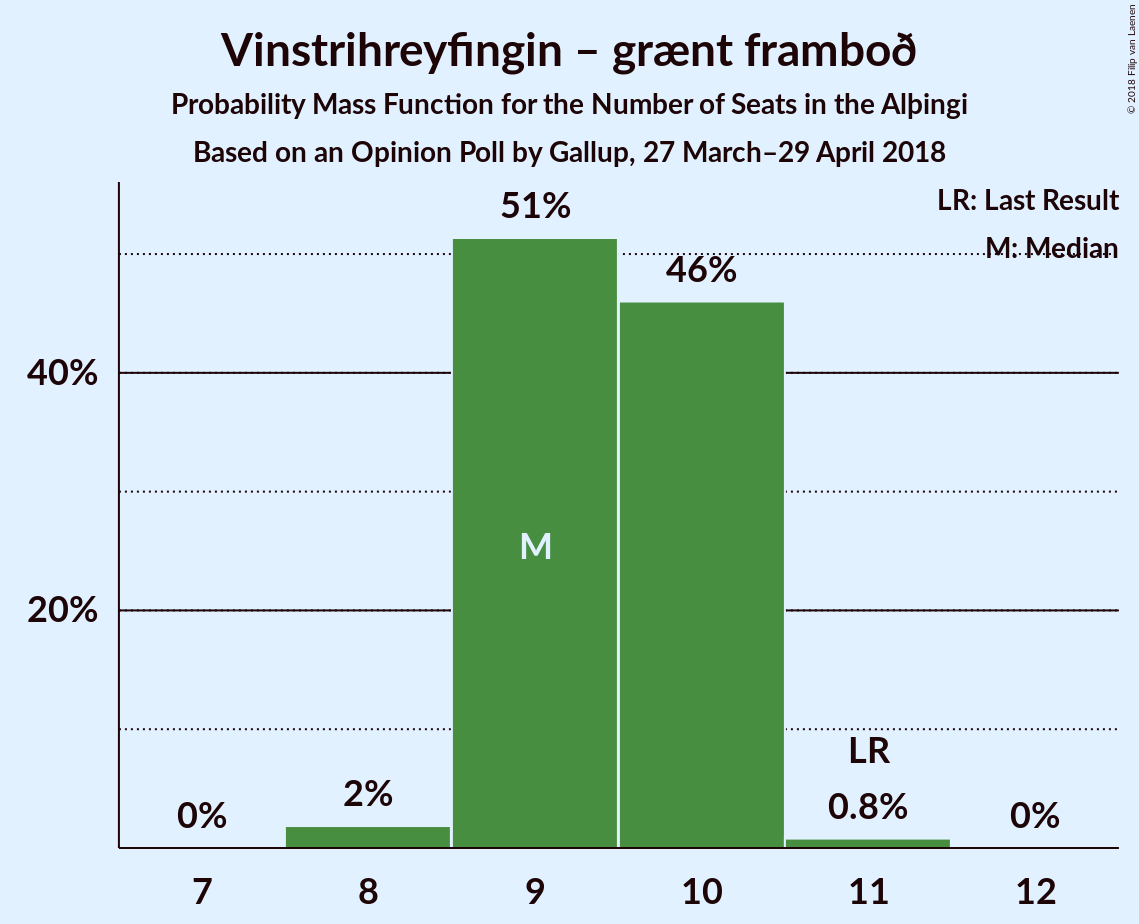 Vinstrihreyfingin – grænt framboð
Probability Mass Function for the Number of Seats in the Alþingi
Based on an Opinion Poll by Gallup, 27 March–29 April 2018
© 2018 Filip van Laenen
LR: Last Result
M: Median
51%
46%
40%
M
20%
LR
0%
2%
0.8%
0%
7
8
9
10
11
12